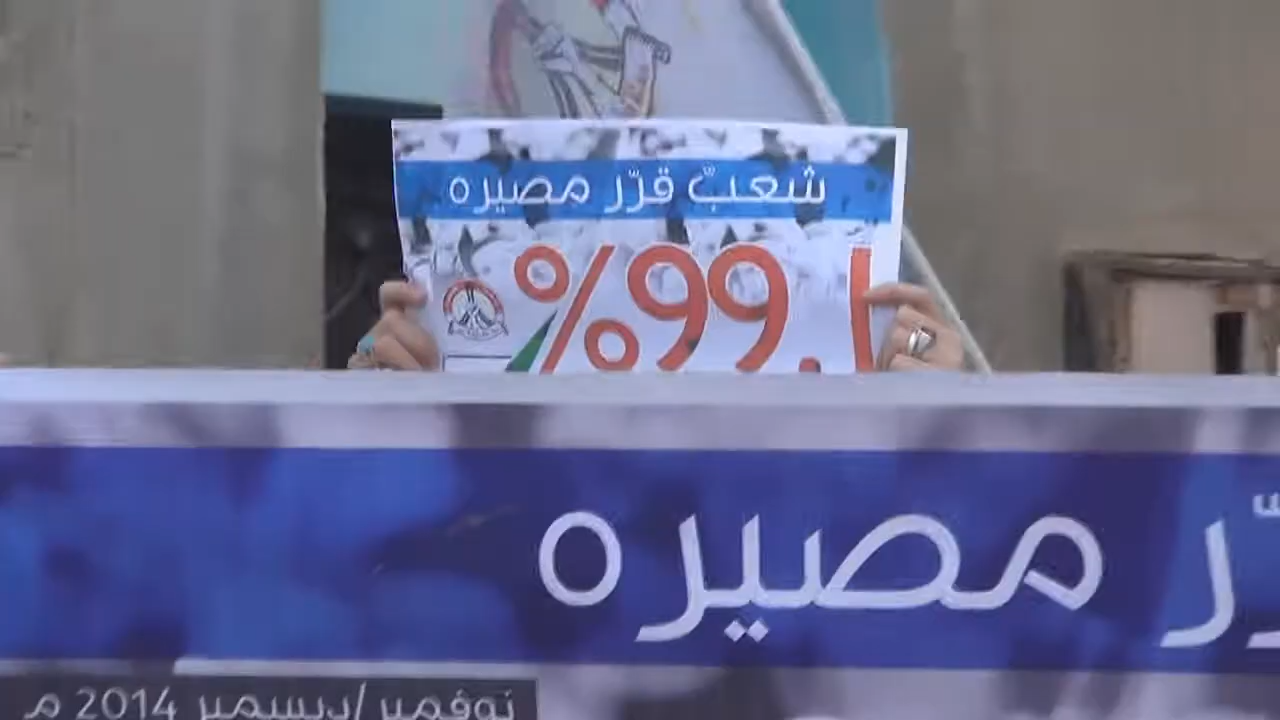 شعبٌ قرّر مصيره
%99.1
ر مصيره
نوفمبر/ديسمبر 2014 م